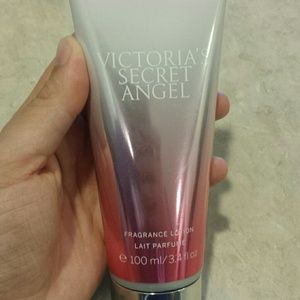 VICTORIA'S
SECRET
ANGEL
FRAGRANCE LOTION
LAIT PARFUMÉ
℮ 100 ml/3.4 fl oz